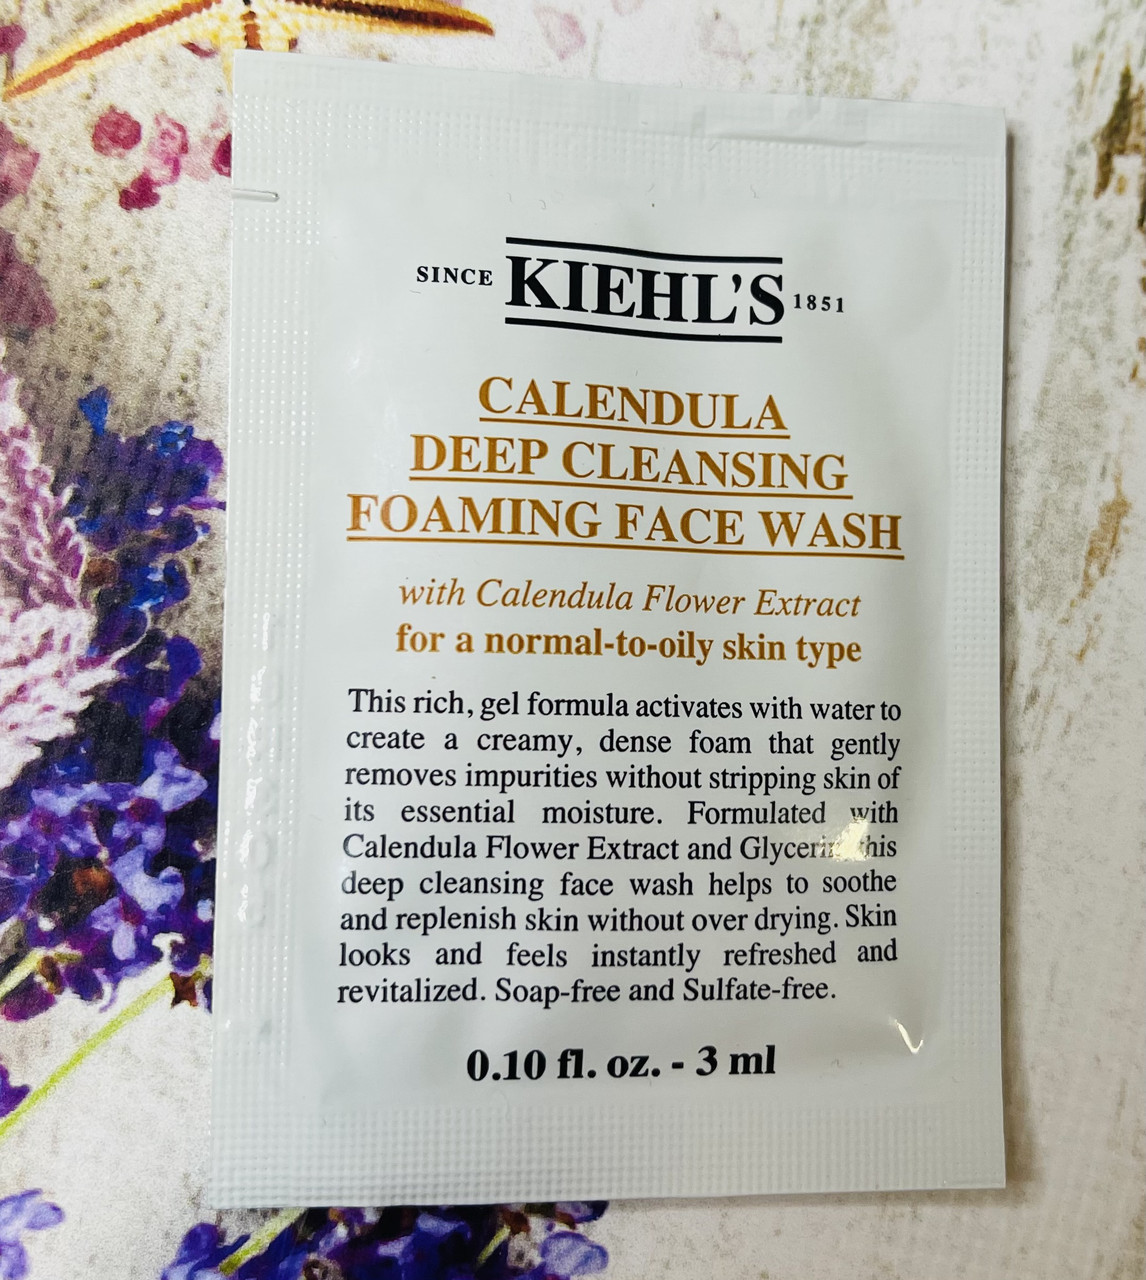 SINCE KIEHL'S 1851
CALENDULA
DEEP CLEANSING
FOAMING FACE WASH
with Calendula Flower Extract
for a normal-to-oily skin type
This rich, gel formula activates with water to
create a creamy, dense foam that gently
removes impurities without stripping skin of
its essential moisture. Formulated with
Calendula Flower Extract and Glycerin, this
deep cleansing face wash helps to soothe
and replenish skin without over drying. Skin
looks and feels instantly refreshed and
revitalized. Soap-free and Sulfate-free.
0.10 fl. oz. - 3 ml